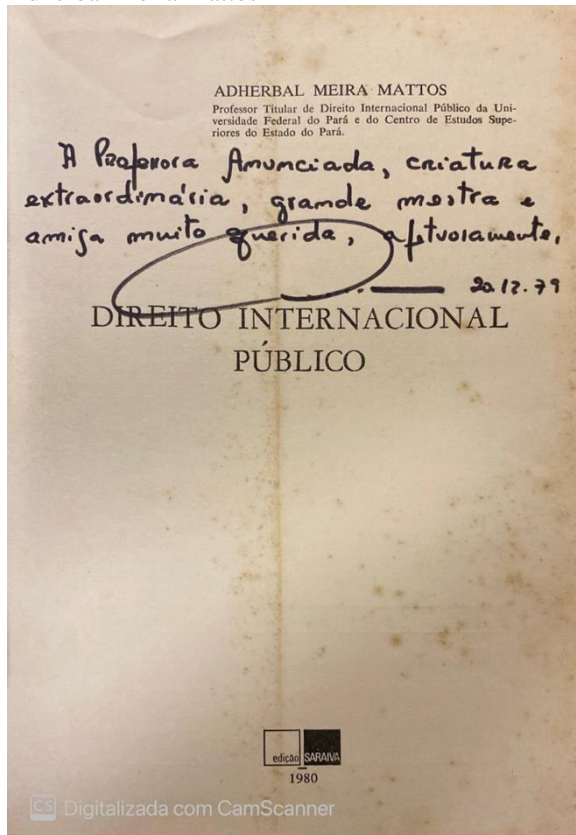 ADHERBAL MEIRA MATTOS
Professor Titular de Direito Internacional Público da Uni-
versidade Federal do Pará e do Centro de Estudos Supe-
riores do Estado do Pará.
A Professora Anunciada, criatura
extraordinária, grande mestra e
amiga muito querida, afetuosamente,
20.12.79
DIREITO INTERNACIONAL
PÚBLICO
edição SARAIVA
1980
CS Digitalizada com CamScanner